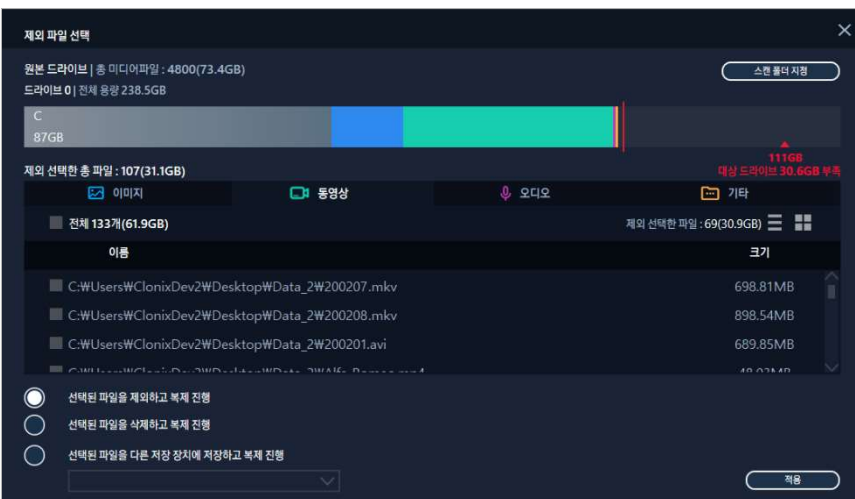 제외 파일 선택
원본 드라이브 | 총 미디어파일 : 4800(73.4GB)
스캔 폴더 지정
드라이브 0 | 전체 용량 238.5GB
C
87GB
111GB
제외 선택한 총 파일 : 107(31.1GB)
대상 드라이브 30.6GB 부족
이미지 동영상 오디오 기타
전체 133개(61.9GB) 제외 선택한 파일 : 69(30.9GB)
이름 크기
C:₩Users₩ClonixDev2₩Desktop₩Data_2₩200207.mkv 698.81MB
C:₩Users₩ClonixDev2₩Desktop₩Data_2₩200208.mkv 898.54MB
C:₩Users₩ClonixDev2₩Desktop₩Data_2₩200201.avi 689.85MB
선택된 파일을 제외하고 복제 진행
선택된 파일을 삭제하고 복제 진행
선택된 파일을 다른 저장 장치에 저장하고 복제 진행
적용